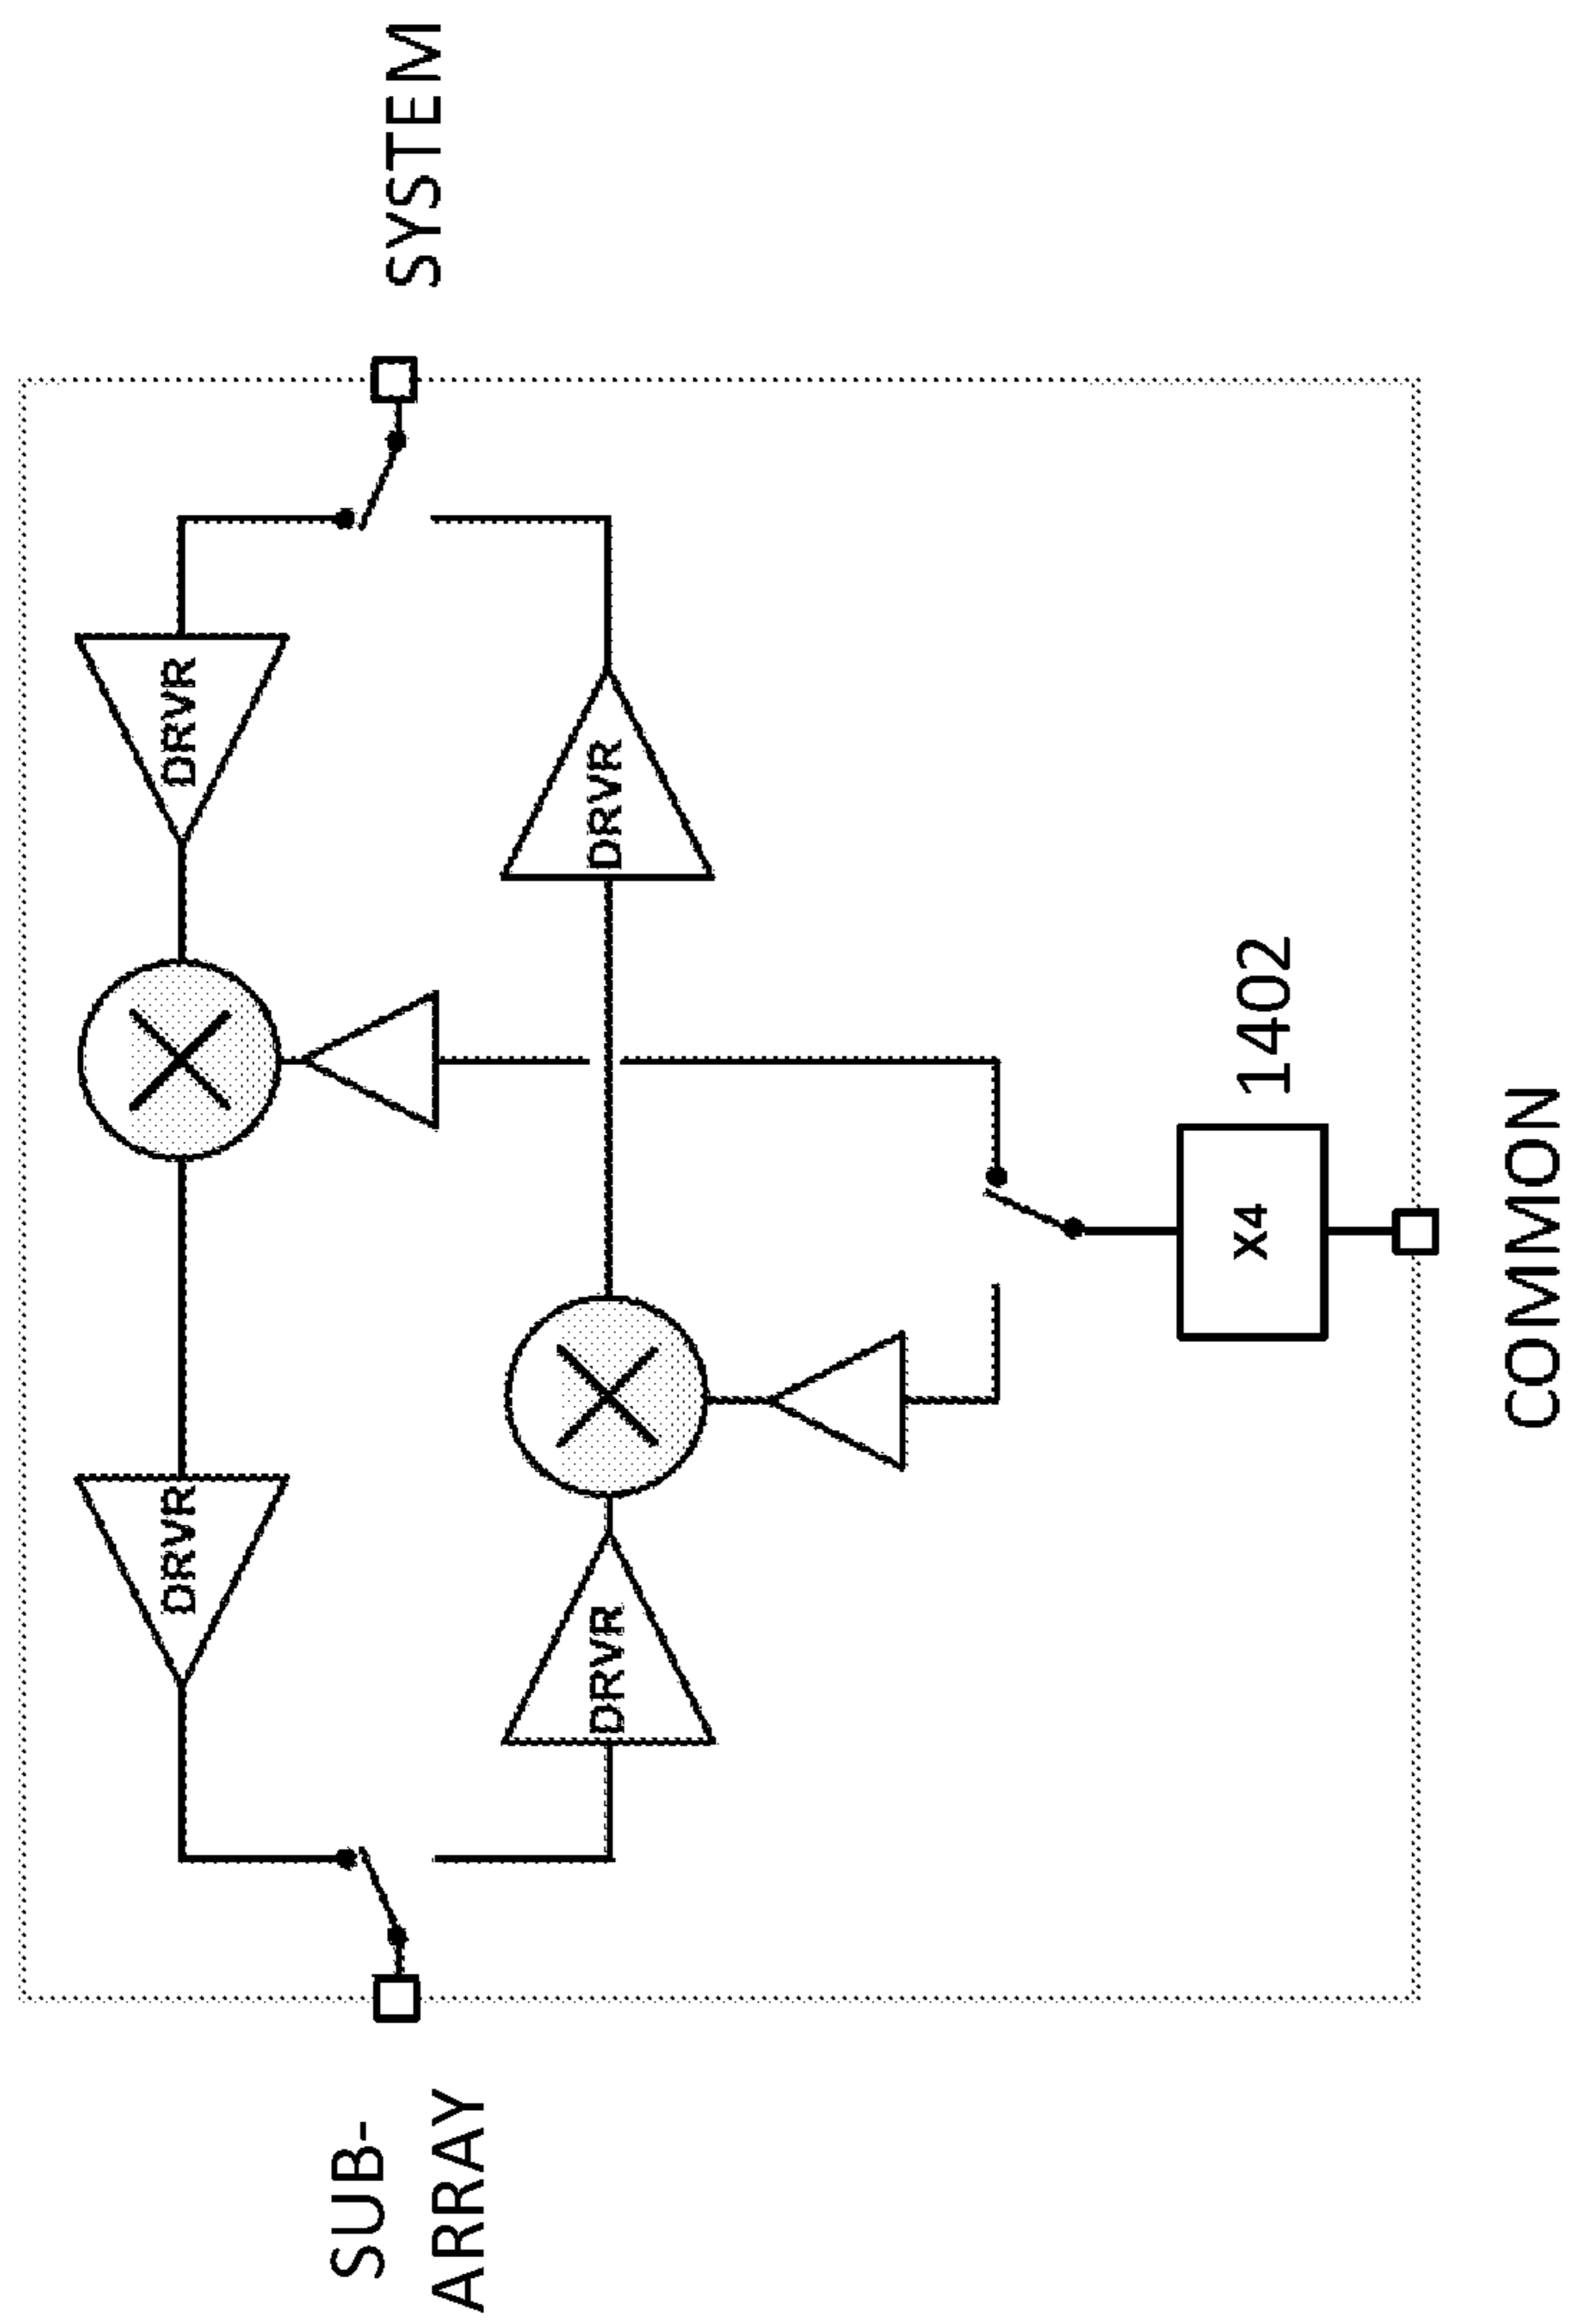 SUB-
ARRAY
SYSTEM
DRVR
DRVR
DRVR
DRVR
X4
1402
COMMON